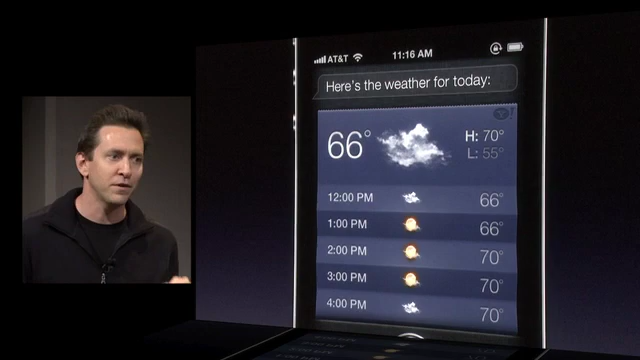 AT&T 11:16 AM
Here's the weather for today:
66° H: 70°
L: 55°
12:00 PM 66°
1:00 PM 66°
2:00 PM 70°
3:00 PM 70°
4:00 PM 70°